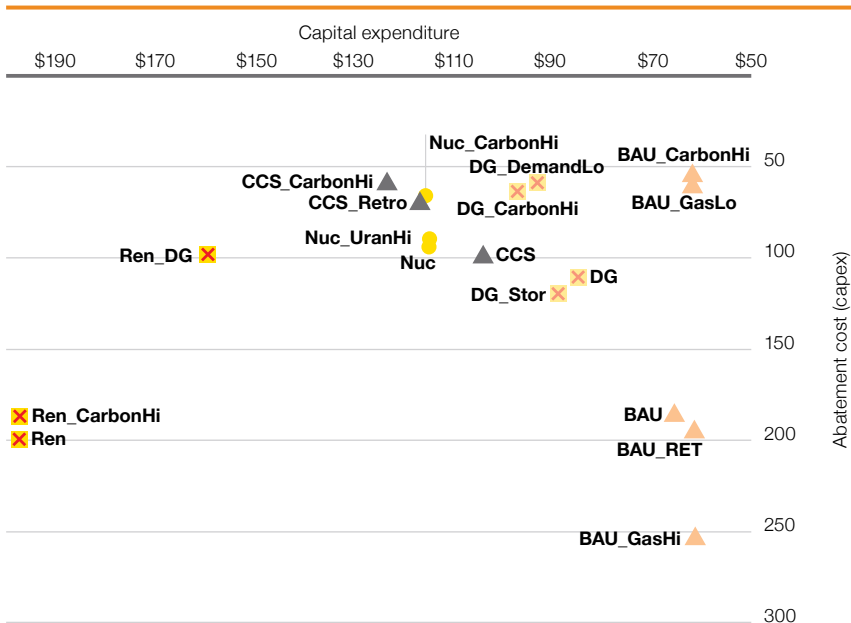 Capital expenditure
$190 $170 $150 $130 $110 $90 $70 $50
Nuc_CarbonHi
DG_DemandLo
BAU_CarbonHi
50
CCS_CarbonHi
CCS_Retro
DG_CarbonHi
BAU_GasLo
Nuc_UranHi
Ren_DG
Nuc
CCS
100
DG
DG_Stor
150
Abatement cost (capex)
Ren_CarbonHi
BAU
Ren
200
BAU_RET
250
BAU_GasHi
300